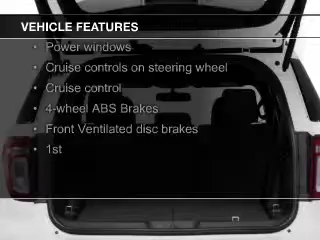 VEHICLE FEATURES
• Power windows
• Cruise controls on steering wheel
• Cruise control
• 4-wheel ABS Brakes
• Front Ventilated disc brakes
• 1st